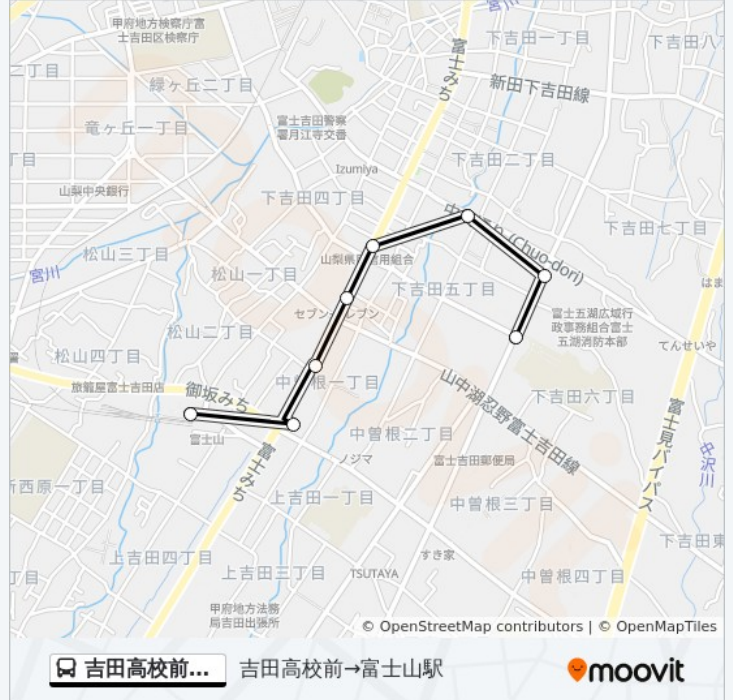 宮川
甲府地方検察庁富
士吉田区検察庁
下吉田一丁目
下吉田八丁
二丁目
富士みち
緑ヶ丘二丁目
新田下吉田線
竜ヶ丘一丁目
富士吉田警察
署月江寺交番
丁目
下吉田二丁目
Izumiya
山梨中央銀行
下吉田四丁目
(Chuo-dori)
下吉田七丁目
松山三丁目
宮川
松山一丁目
下吉田五丁目
はま
セブン
レブン
富士五湖広域行
政事務組合富士
五湖消防本部
松山二丁目
てんせいや
松山四丁目
旅籠屋富士吉田店
御坂みち
山中湖忍野富士吉田線
下吉田六丁目
富士見バイパス
富士山
中曽根二丁目
ノジマ
富士みち
富士吉田郵便局
中沢川
新西原一丁目
上吉田一丁目
中曽根三丁目
下吉田東
すき家
上吉田四丁目
上吉田三丁目
TSUTAYA
中曽根四丁目
丁目
甲府地方法務
局吉田出張所
© OpenStreetMap contributors | © OpenMapTiles
吉田高校前...
吉田高校前→富士山駅
moovit